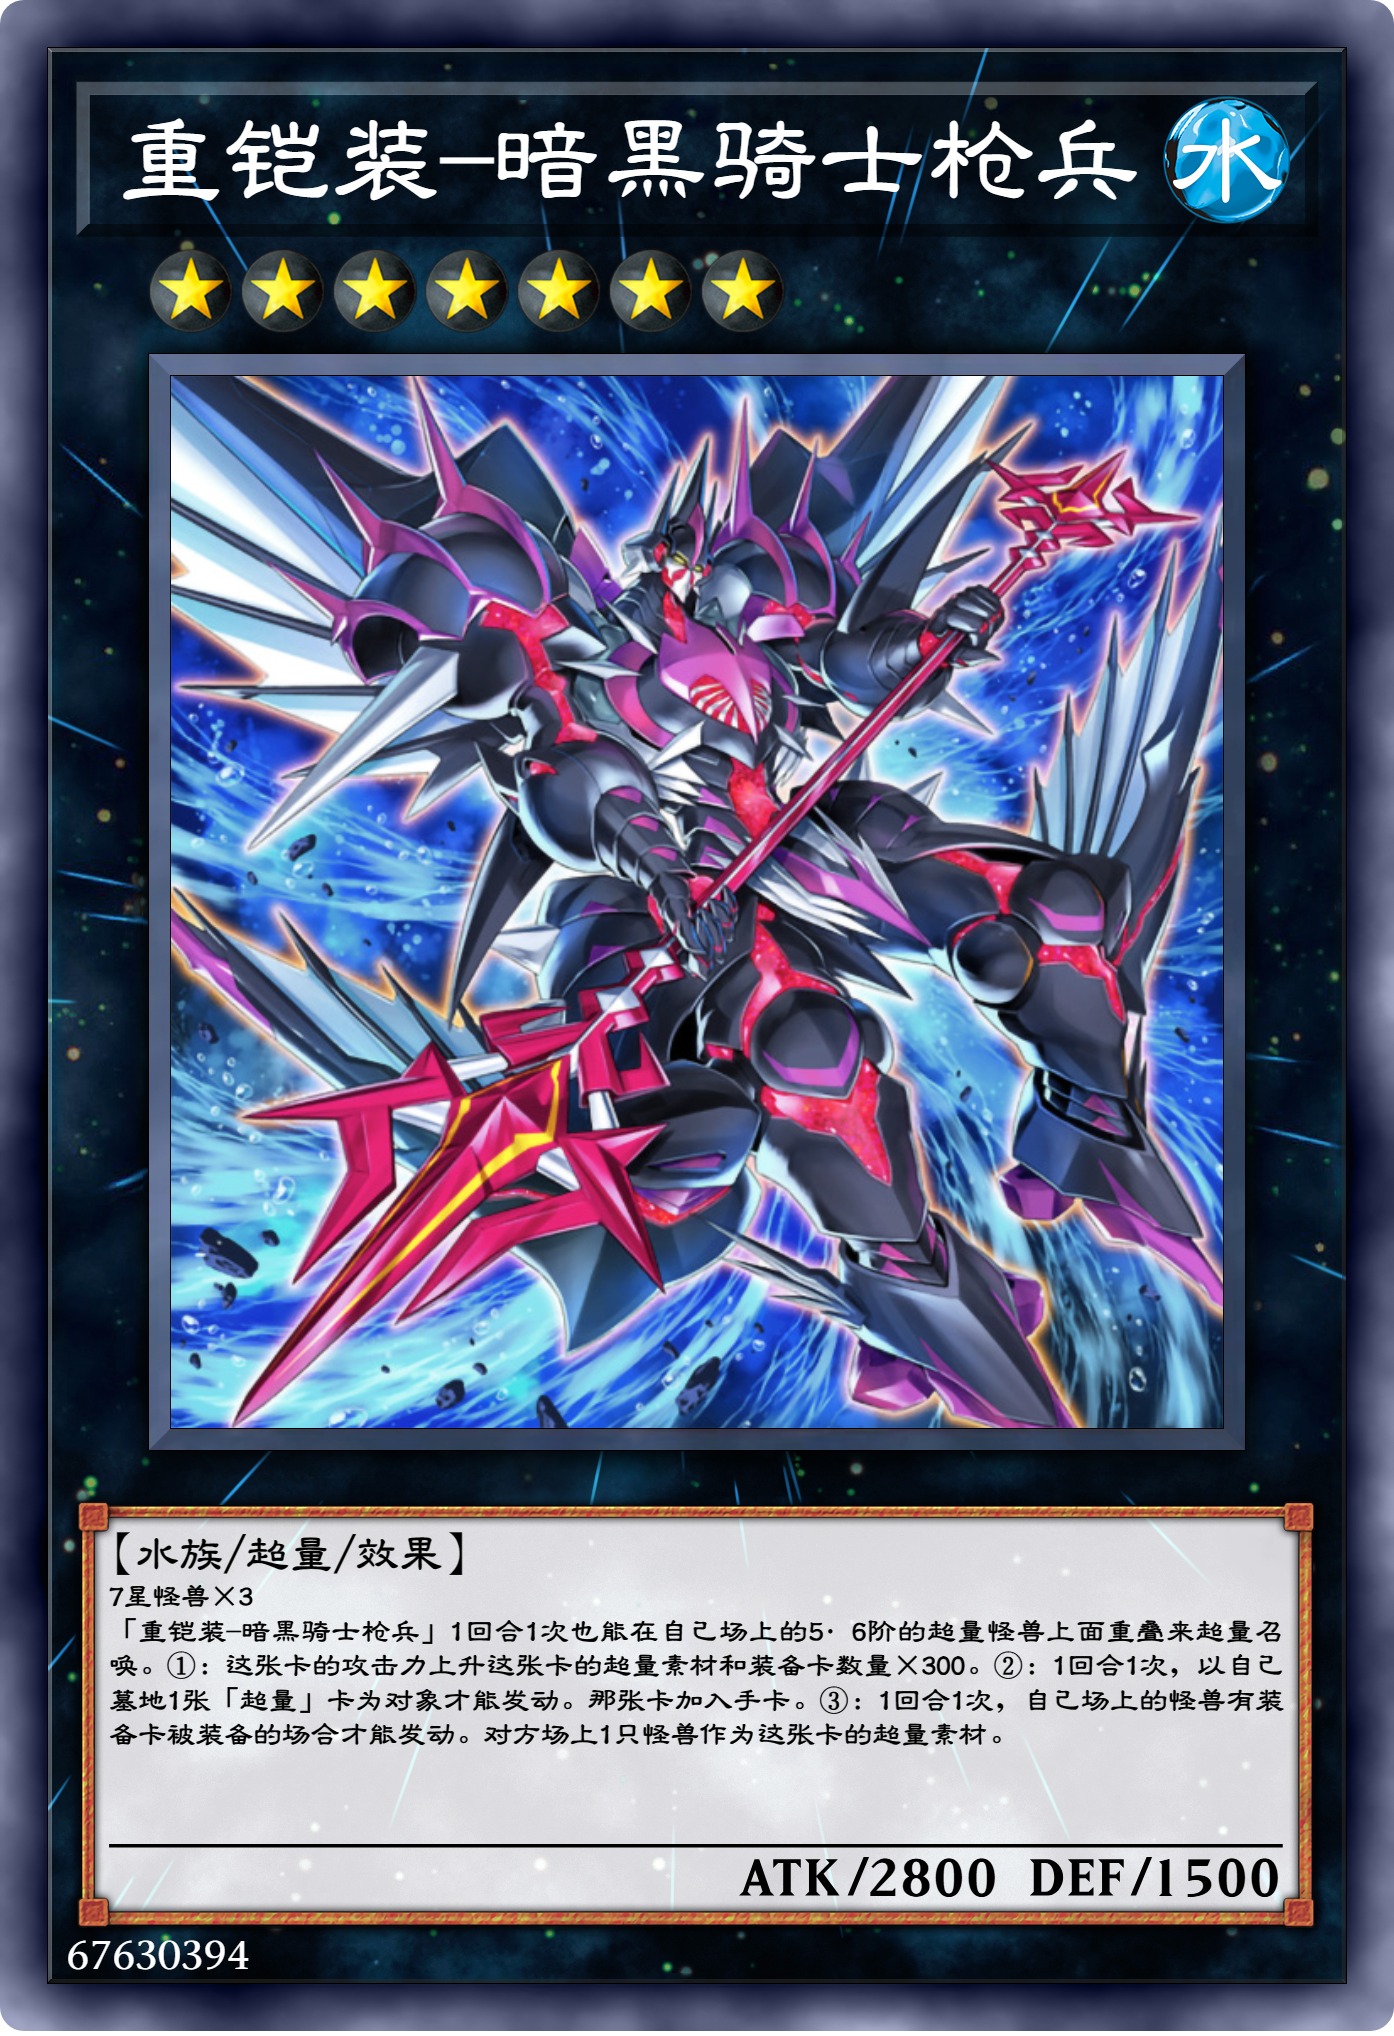 重铠装-暗黑骑士枪兵 水
【水族/超量/效果】
7星怪兽×3
「重铠装-暗黑骑士枪兵」1回合1次也能在自己场上的5·6阶的超量怪兽上面重叠来超量召
唤。①：这张卡的攻击力上升这张卡的超量素材和装备卡数量×300。②：1回合1次，以自己
墓地1张「超量」卡为对象才能发动。那张卡加入手卡。③：1回合1次，自己场上的怪兽有装
备卡被装备的场合才能发动。对方场上1只怪兽作为这张卡的超量素材。
ATK/2800 DEF/1500
67630394